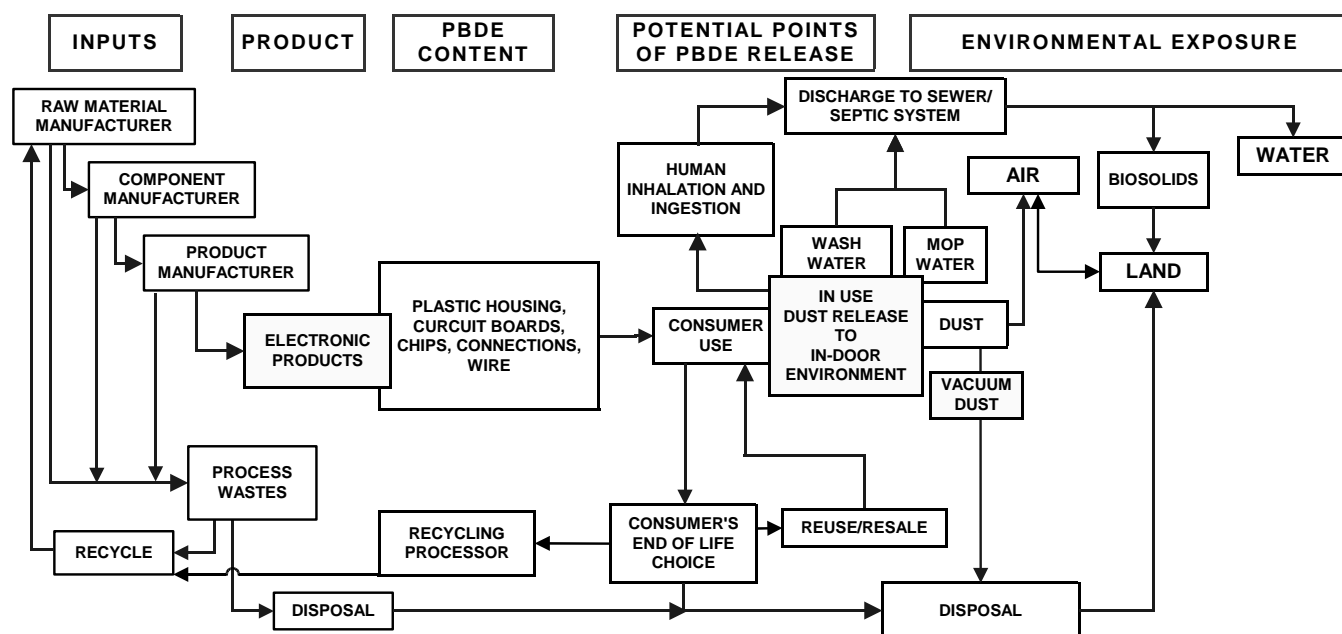 INPUTS
PRODUCT
PBDE
CONTENT
POTENTIAL POINTS
OF PBDE RELEASE
ENVIRONMENTAL EXPOSURE
RAW MATERIAL
MANUFACTURER
COMPONENT
MANUFACTURER
PRODUCT
MANUFACTURER
ELECTRONIC
PRODUCTS
PLASTIC HOUSING,
CURCUIT BOARDS,
CHIPS, CONNECTIONS,
WIRE
DISCHARGE TO SEWER/
SEPTIC SYSTEM
HUMAN
INHALATION AND
INGESTION
WASH
WATER
MOP
WATER
AIR
BIOSOLIDS
WATER
LAND
CONSUMER
USE
IN USE
DUST RELEASE
TO
IN-DOOR
ENVIRONMENT
DUST
VACUUM
DUST
PROCESS
WASTES
RECYCLE
RECYCLING
PROCESSOR
CONSUMER'S
END OF LIFE
CHOICE
REUSE/RESALE
DISPOSAL
DISPOSAL